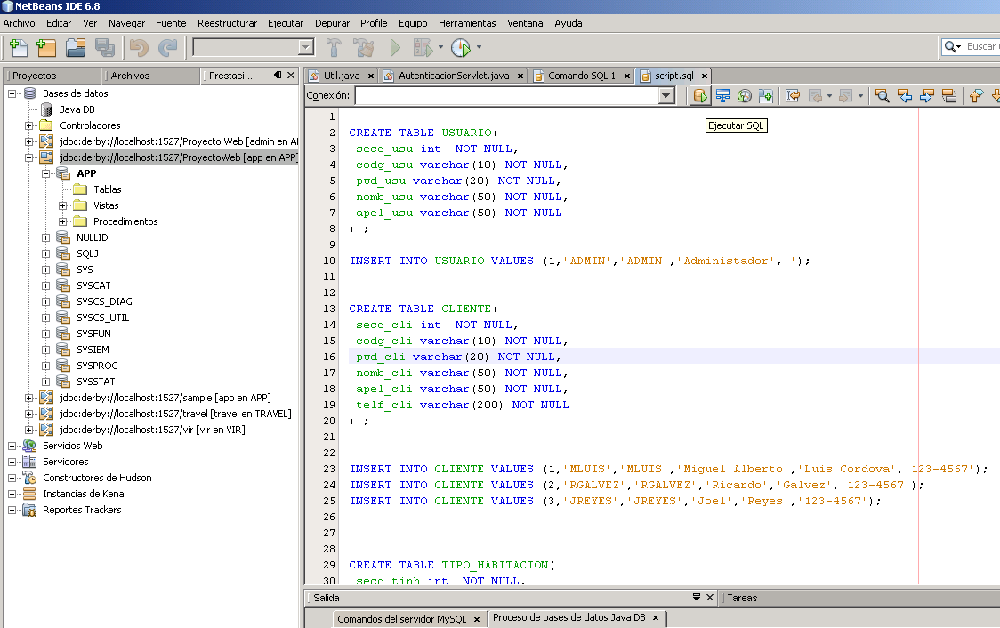 NetBeans IDE 6.8
Archivo Editar Ver Navegar Fuente Reestructurar Ejecutar Depurar Profile Equipo Herramientas Ventana Ayuda
Buscar
Proyectos Archivos Prestaci...
Util.java AutenticacionServlet.java Comando SQL 1 script.sql
Conexión:
Ejecutar SQL
Bases de datos
Java DB
Controladores
jdbc:derby://localhost:1527/Proyecto Web [admin en A
jdbc:derby://localhost:1527/ProyectoWeb [app en APP]
APP
Tablas
Vistas
Procedimientos
NULLID
SQLJ
SYS
SYSCAT
SYSCS_DIAG
SYSCS_UTIL
SYSFUN
SYSIBM
SYSPROC
SYSSTAT
jdbc:derby://localhost:1527/sample [app en APP]
jdbc:derby://localhost:1527/travel [travel en TRAVEL]
jdbc:derby://localhost:1527/vir [vir en VIR]
Servicios Web
Servidores
Constructores de Hudson
Instancias de Kenai
Reportes Trackers
1
2 CREATE TABLE USUARIO(
3 secc_usu int NOT NULL,
4 codg_usu varchar(10) NOT NULL,
5 pwd_usu varchar(20) NOT NULL,
6 nomb_usu varchar(50) NOT NULL,
7 apel_usu varchar(50) NOT NULL
8 ) ;
9
10 INSERT INTO USUARIO VALUES (1,'ADMIN','ADMIN','Administador','');
11
12
13 CREATE TABLE CLIENTE(
14 secc_cli int NOT NULL,
15 codg_cli varchar(10) NOT NULL,
16 pwd_cli varchar(20) NOT NULL,
17 nomb_cli varchar(50) NOT NULL,
18 apel_cli varchar(50) NOT NULL,
19 telf_cli varchar(200) NOT NULL
20 ) ;
21
22
23 INSERT INTO CLIENTE VALUES (1,'MLUIS','MLUIS','Miguel Alberto','Luis Cordova','123-4567');
24 INSERT INTO CLIENTE VALUES (2,'RGALVEZ','RGALVEZ','Ricardo','Galvez','123-4567');
25 INSERT INTO CLIENTE VALUES (3,'JREYES','JREYES','Joel','Reyes','123-4567');
26
27
28
29 CREATE TABLE TIPO_HABITACION(
30 secc_tinh int NOT NULL,
Salida Tareas
Comandos del servidor MySQL Proceso de bases de datos Java DB